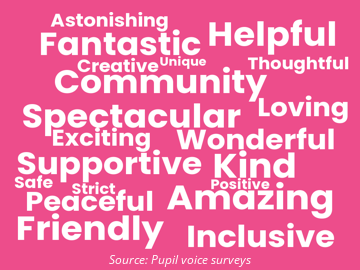 Astonishing
Fantastic Helpful
Creative Unique Thoughtful
Community
Spectacular Loving
Exciting Wonderful
Supportive Kind
Safe Strict Positive
Peaceful Amazing
Friendly Inclusive
Source: Pupil voice surveys